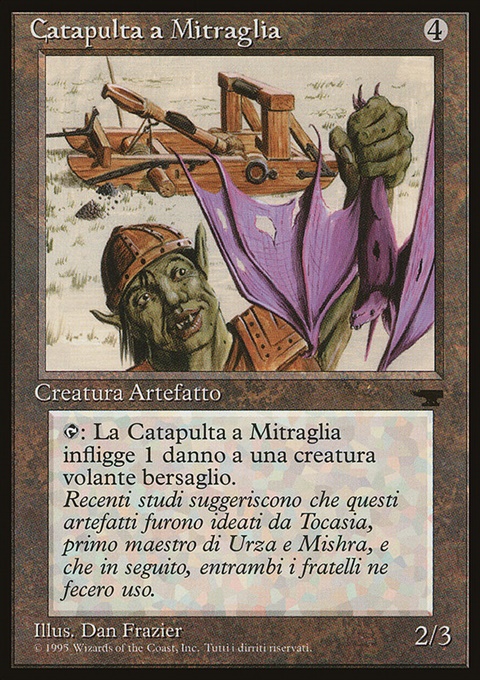 Catapulta a Mitraglia 4
Creatura Artefatto
: La Catapulta a Mitraglia
infligge 1 danno a una creatura
volante bersaglio.
Recenti studi suggeriscono che questi
artefatti furono ideati da Tocasia,
primo maestro di Urza e Mishra, e
che in seguito, entrambi i fratelli ne
fecero uso.
Illus. Dan Frazier
2/3
© 1995 Wizards of the Coast, Inc. Tutti i dirriti riservati.